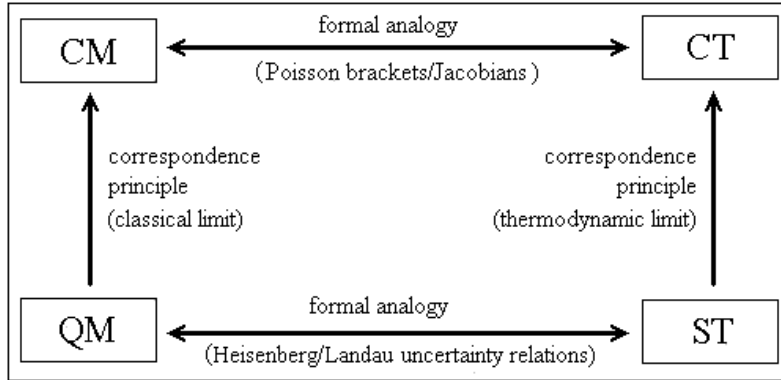 formal analogy
CM
CT
(Poisson brackets/Jacobians)
correspondence
principle
(classical limit)
correspondence
principle
(thermodynamic limit)
formal analogy
QM
ST
(Heisenberg/Landau uncertainty relations)